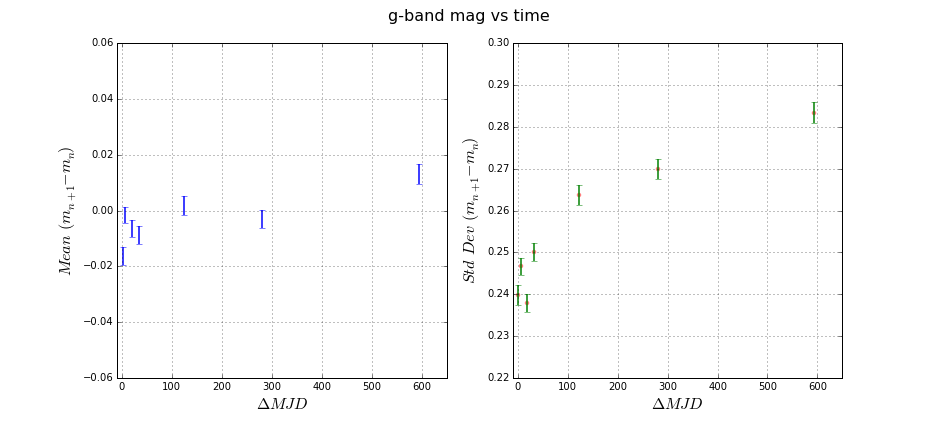 g-band mag vs time
0.06
0.04
0.02
0.00
−0.02
−0.04
−0.06
Mean (m_{n+1}−m_n)
0 100 200 300 400 500 600
ΔMJD
0.30
0.29
0.28
0.27
0.26
0.25
0.24
0.23
0.22
Std Dev (m_{n+1}−m_n)
0 100 200 300 400 500 600
ΔMJD